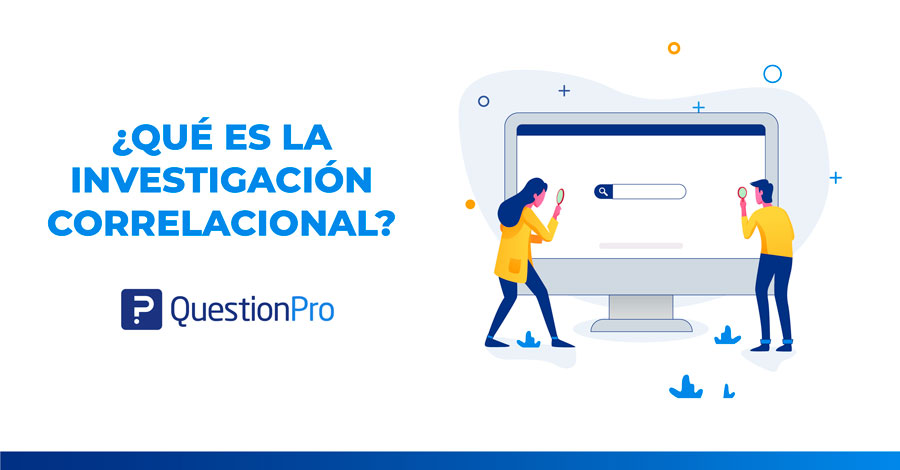 ¿QUÉ ES LA
INVESTIGACIÓN
CORRELACIONAL?
? QuestionPro